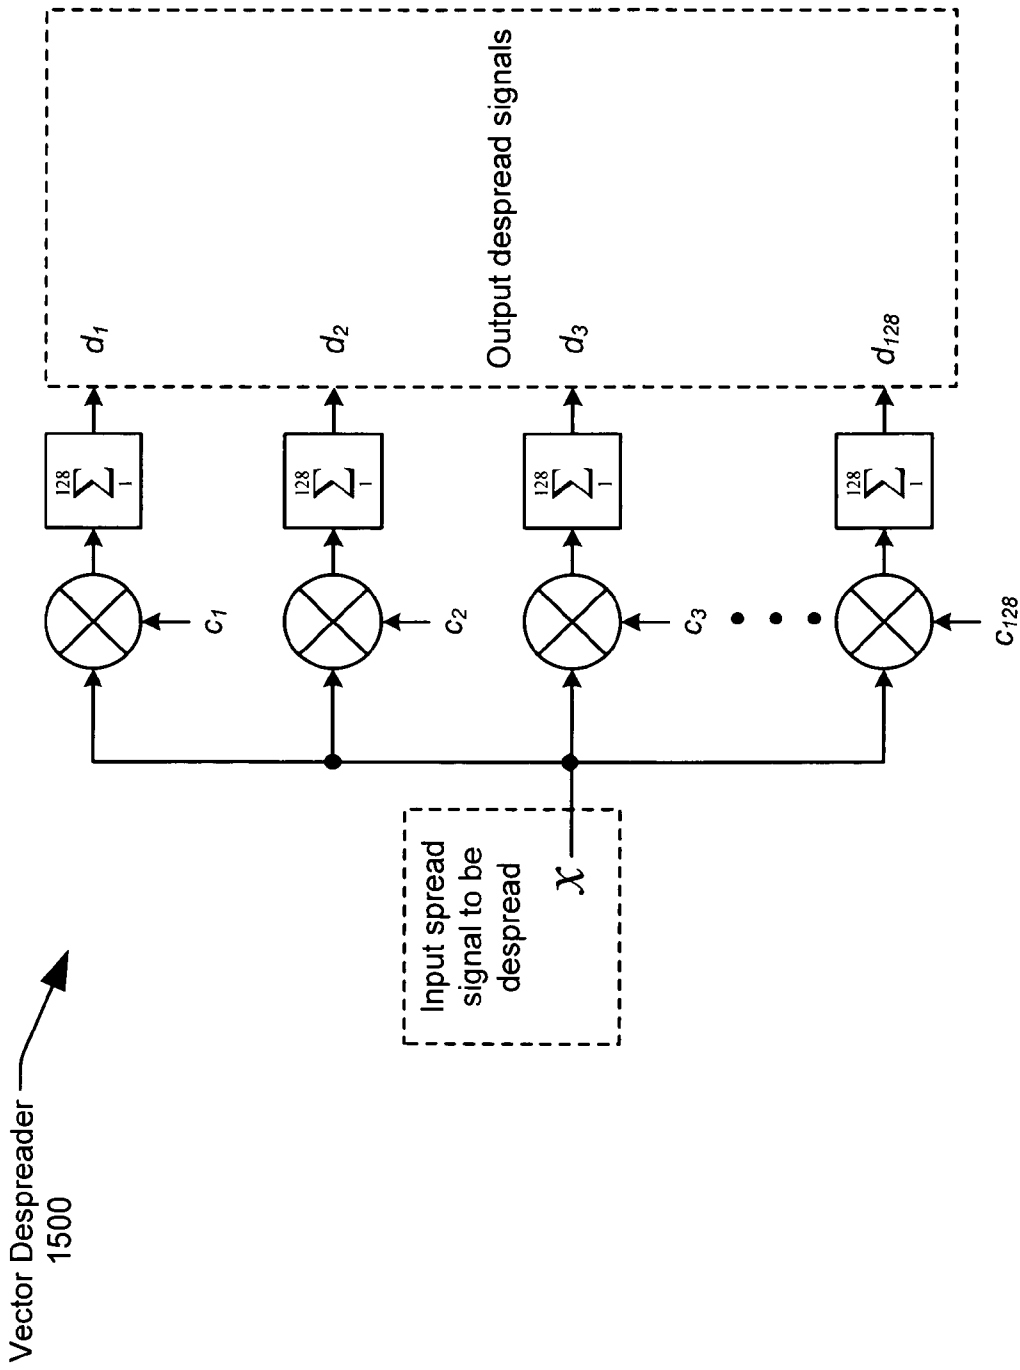 Vector Despreader
1500
Input spread
signal to be
despread
x
c1
c2
c3
c128
128
∑
1
128
∑
1
128
∑
1
128
∑
1
d1
d2
d3
d128
Output despread signals